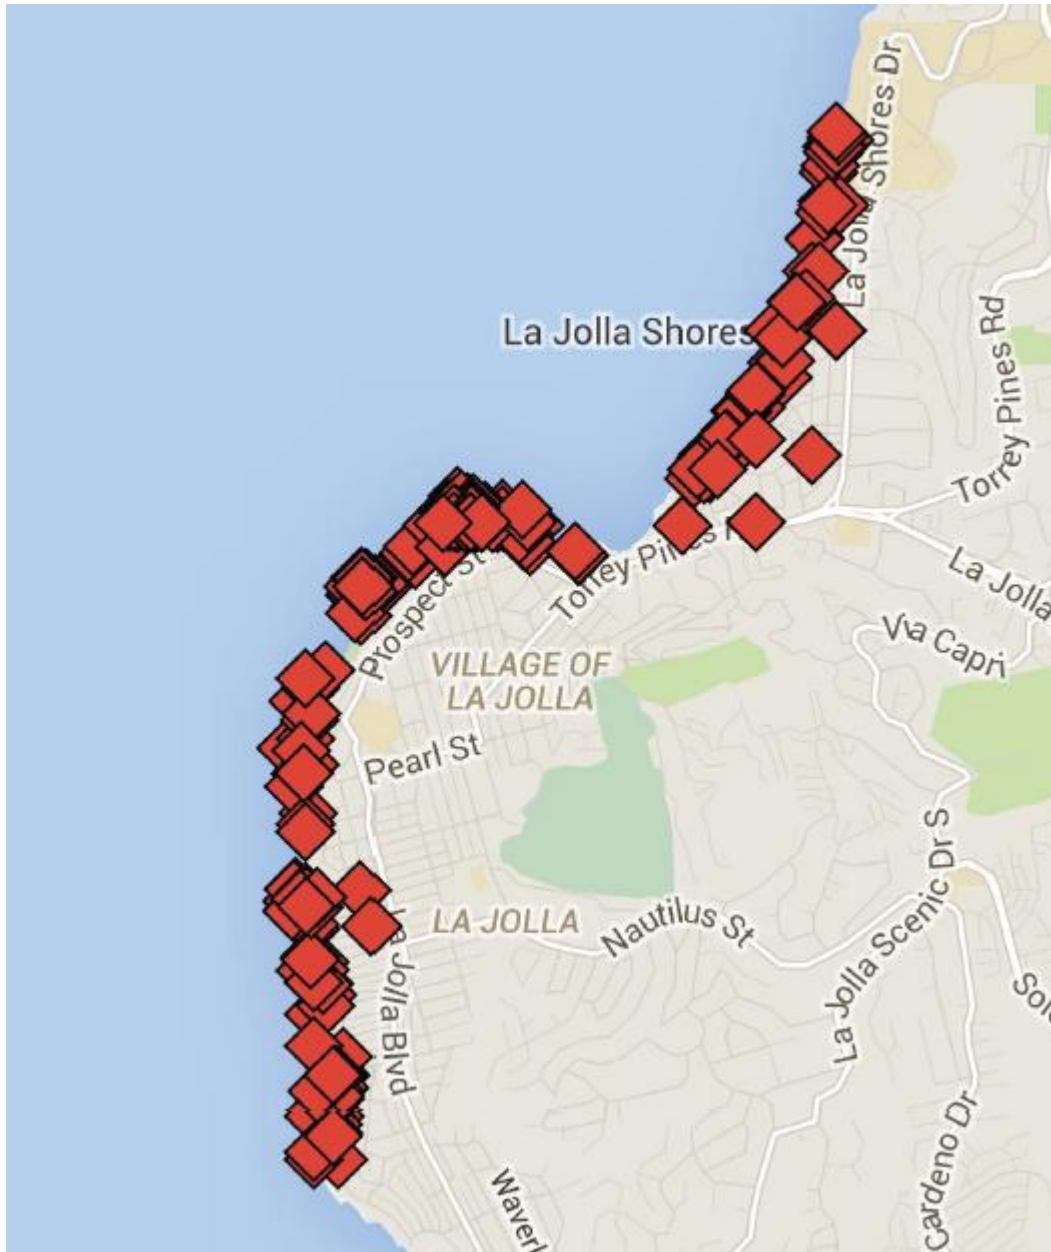 La Jolla Shores Dr
La Jolla Shores
Torrey Pines Rd
Torrey Pines
La Jolla
Via Capri
Prospect St
VILLAGE OF
LA JOLLA
Pearl St
La Jolla Scenic Dr S
LA JOLLA
Nautilus St
La Jolla Blvd
Cardeno Dr